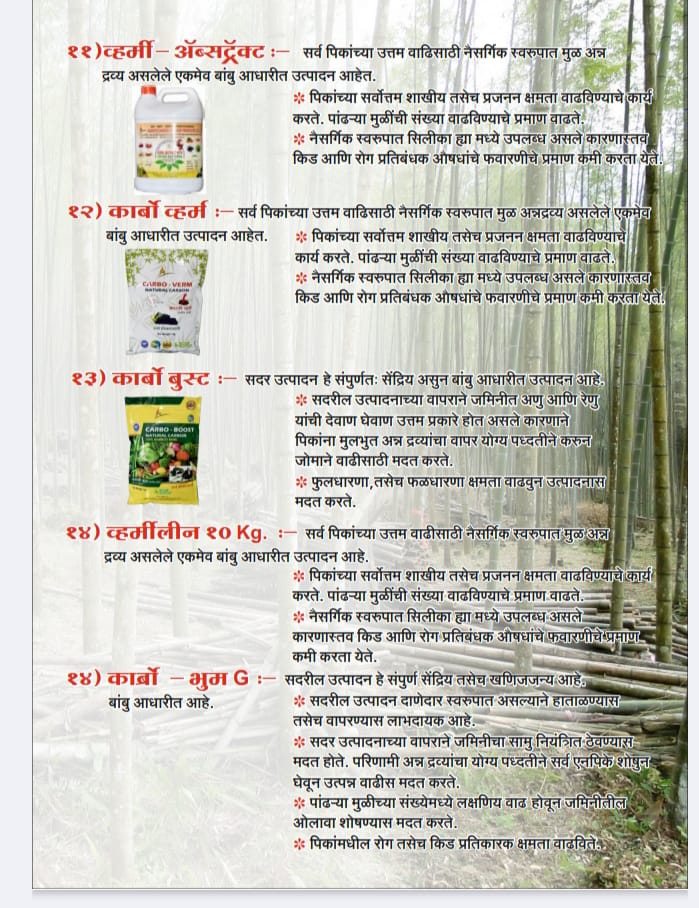 ११)व्हर्मी– ॲब्सट्रॅक्ट :– सर्व पिकांच्या उत्तम वाढिसाठी नैसर्गिक स्वरुपात मुळ अन्न
द्रव्य असलेले एकमेव बांबु आधारीत उत्पादन आहेत.
✻ पिकांच्या सर्वोत्तम शाखीय तसेच प्रजनन क्षमता वाढविण्याचे कार्य
करते. पांढऱ्या मुळींची संख्या वाढविण्याचे प्रमाण वाढते.
✻ नैसर्गिक स्वरुपात सिलीका ह्या मध्ये उपलब्ध असले कारणास्तव
किड आणि रोग प्रतिबंधक औषधांचे फवारणीचे प्रमाण कमी करता येते.
१२) कार्बो व्हर्म :– सर्व पिकांच्या उत्तम वाढिसाठी नैसर्गिक स्वरुपात मुळ अन्नद्रव्य असलेले एकमेव
बांबु आधारीत उत्पादन आहेत. ✻ पिकांच्या सर्वोत्तम शाखीय तसेच प्रजनन क्षमता वाढविण्याचे
कार्य करते. पांढऱ्या मुळींची संख्या वाढविण्याचे प्रमाण वाढते.
✻ नैसर्गिक स्वरुपात सिलीका ह्या मध्ये उपलब्ध असले कारणास्तव
किड आणि रोग प्रतिबंधक औषधांचे फवारणीचे प्रमाण कमी करता येते.
CARBO - VERM
NATURAL CARBON
१३) कार्बो बुस्ट :– सदर उत्पादन हे संपुर्णतः सेंद्रिय असुन बांबु आधारीत उत्पादन आहे.
✻ सदरील उत्पादनाच्या वापराने जमिनीत अणु आणि रेणु
यांची देवाण घेवाण उत्तम प्रकारे होत असले कारणाने
पिकांना मुलभुत अन्न द्रव्यांचा वापर योग्य पध्दतीने करुन
जोमाने वाढीसाठी मदत करते.
✻ फुलधारणा,तसेच फळधारणा क्षमता वाढवुन उत्पादनास
मदत करते.
CARBO - BOOST
NATURAL CARBON
१४) व्हर्मीलीन १० Kg. :– सर्व पिकांच्या उत्तम वाढीसाठी नैसर्गिक स्वरुपात मुळ अन्न
द्रव्य असलेले एकमेव बांबु आधारीत उत्पादन आहे.
✻ पिकांच्या सर्वोत्तम शाखीय तसेच प्रजनन क्षमता वाढविण्याचे कार्य
करते. पांढऱ्या मुळींची संख्या वाढविण्याचे प्रमाण वाढते.
✻ नैसर्गिक स्वरुपात सिलीका ह्या मध्ये उपलब्ध असले
कारणास्तव किड आणि रोग प्रतिबंधक औषधांचे फवारणीचे प्रमाण
कमी करता येते.
१४) कार्बो – भुम G :– सदरील उत्पादन हे संपुर्ण सेंद्रिय तसेच खणिजजन्य आहे.
बांबु आधारीत आहे. ✻ सदरील उत्पादन दाणेदार स्वरुपात असल्याने हाताळण्यास
तसेच वापरण्यास लाभदायक आहे.
✻ सदर उत्पादनाच्या वापराने जमिनीचा सामु नियंत्रित ठेवण्यास
मदत होते. परिणामी अन्न द्रव्यांचा योग्य पध्दतीने सर्व एनपिके शोषुन
घेवून उत्पन्न वाढीस मदत करते.
✻ पांढऱ्या मुळीच्या संख्येमध्ये लक्षणिय वाढ होवून जमिनीतील
ओलावा शोषण्यास मदत करते.
✻ पिकांमधील रोग तसेच किड प्रतिकारक क्षमता वाढविते.